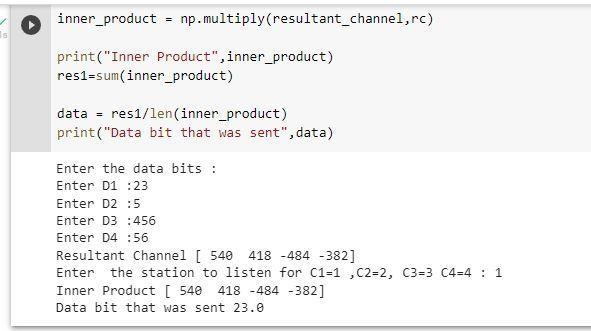 inner_product = np.multiply(resultant_channel,rc)
print("Inner Product",inner_product)
res1=sum(inner_product)
data = res1/len(inner_product)
print("Data bit that was sent",data)
Enter the data bits :
Enter D1 :23
Enter D2 :5
Enter D3 :456
Enter D4 :56
Resultant Channel [ 540  418 -484 -382]
Enter  the station to listen for C1=1 ,C2=2, C3=3 C4=4 : 1
Inner Product [ 540  418 -484 -382]
Data bit that was sent 23.0